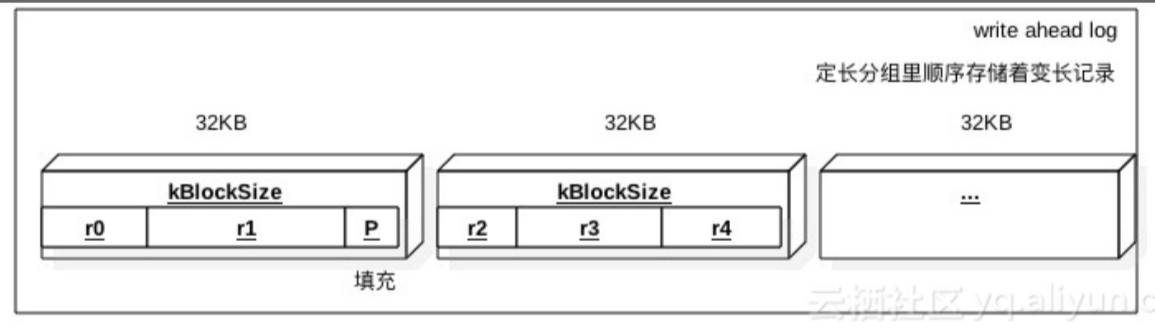 write ahead log
定长分组里顺序存储着变长记录
32KB 32KB 32KB
kBlockSize kBlockSize ...
r0 r1 P r2 r3 r4
填充
云栖社区 yq.aliyun.c